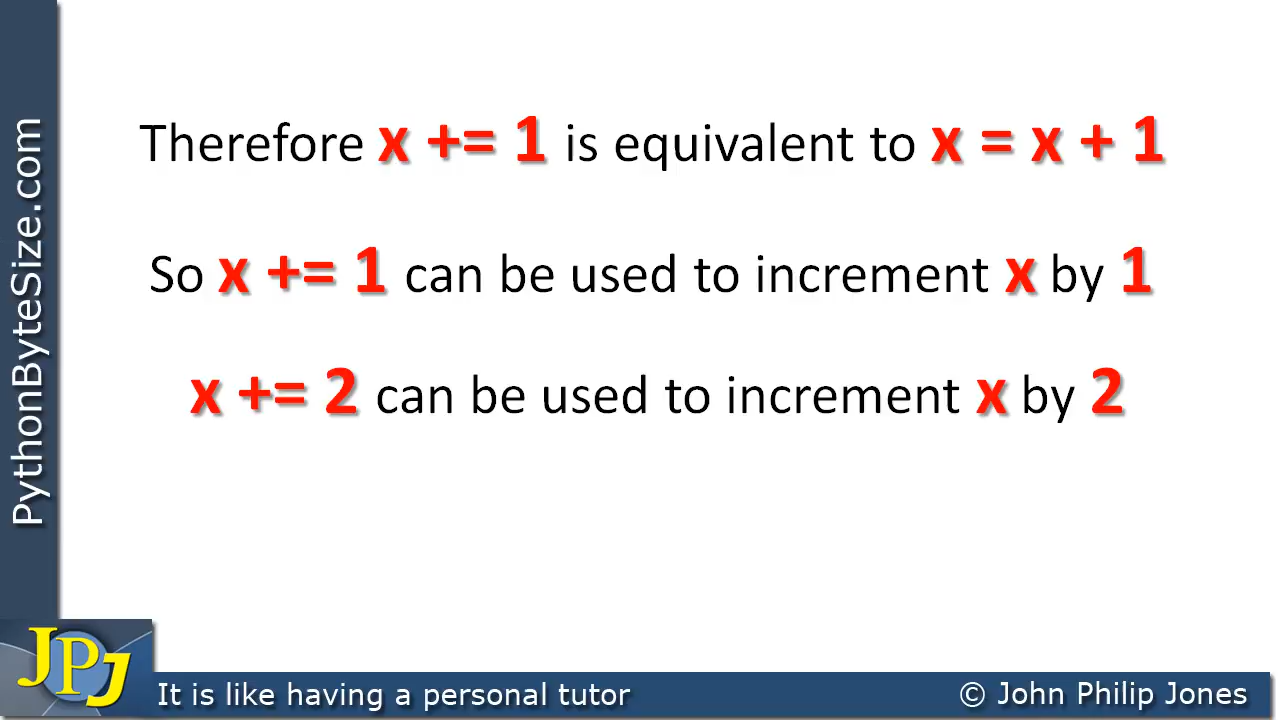 Therefore x += 1 is equivalent to x = x + 1
So x += 1 can be used to increment x by 1
x += 2 can be used to increment x by 2
PythonByteSize.com
JPJ
It is like having a personal tutor
© John Philip Jones